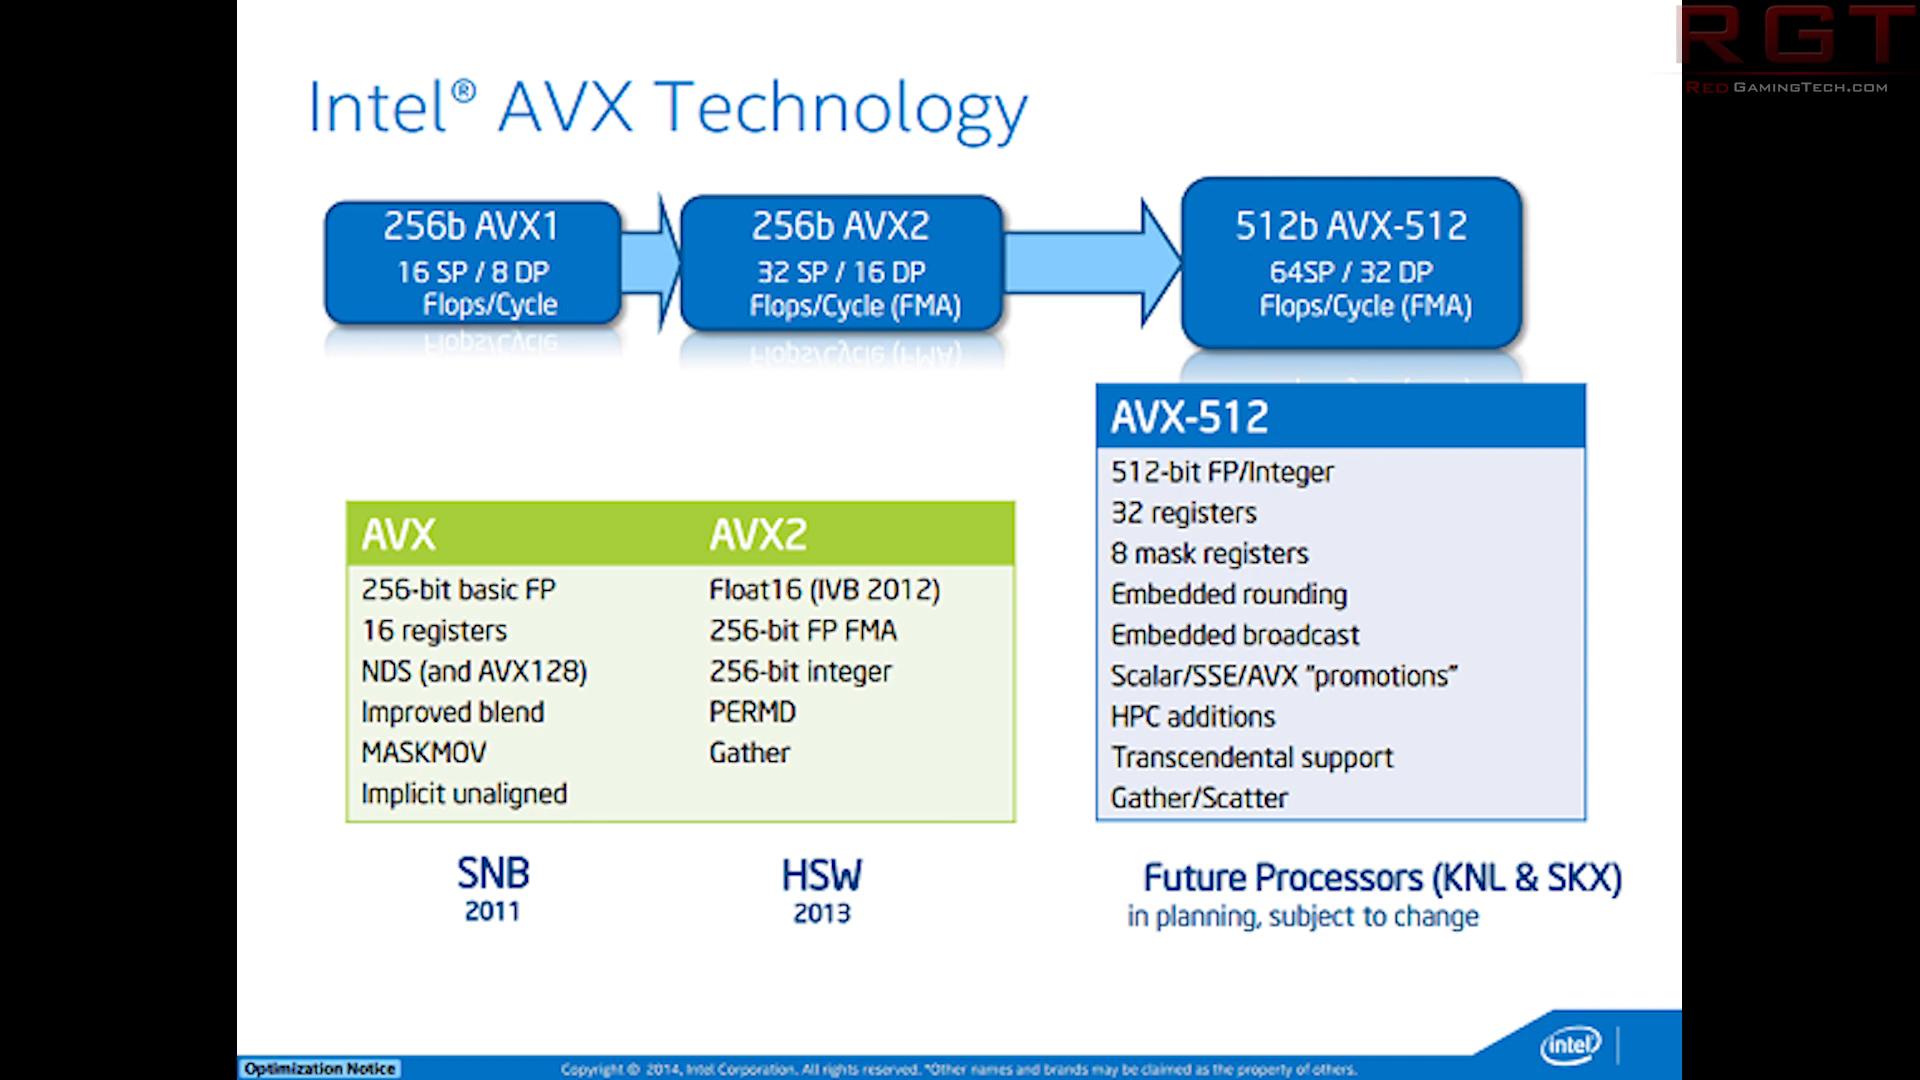 RGT
RED GAMINGTECH.COM
Intel® AVX Technology
256b AVX1
16 SP / 8 DP
Flops/Cycle
256b AVX2
32 SP / 16 DP
Flops/Cycle (FMA)
512b AVX-512
64SP / 32 DP
Flops/Cycle (FMA)
AVX
256-bit basic FP
16 registers
NDS (and AVX128)
Improved blend
MASKMOV
Implicit unaligned
AVX2
Float16 (IVB 2012)
256-bit FP FMA
256-bit integer
PERMD
Gather
AVX-512
512-bit FP/Integer
32 registers
8 mask registers
Embedded rounding
Embedded broadcast
Scalar/SSE/AVX "promotions"
HPC additions
Transcendental support
Gather/Scatter
SNB
2011
HSW
2013
Future Processors (KNL & SKX)
in planning, subject to change
Optimization Notice
Copyright © 2014, Intel Corporation. All rights reserved. *Other names and brands may be claimed as the property of others.
intel